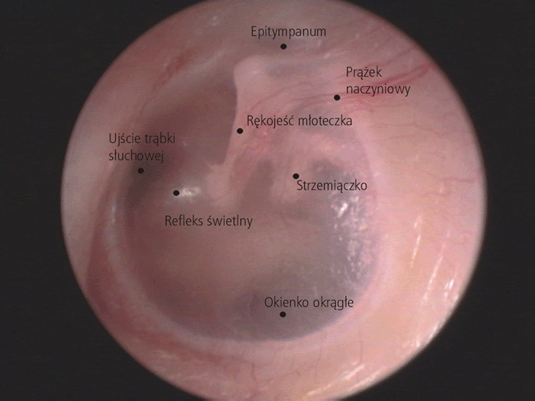 Epitympanum
Prążek
naczyniowy
Rękojeść młoteczka
Ujście trąbki
słuchowej
Strzemiączko
Refleks świetlny
Okienko okrągłe